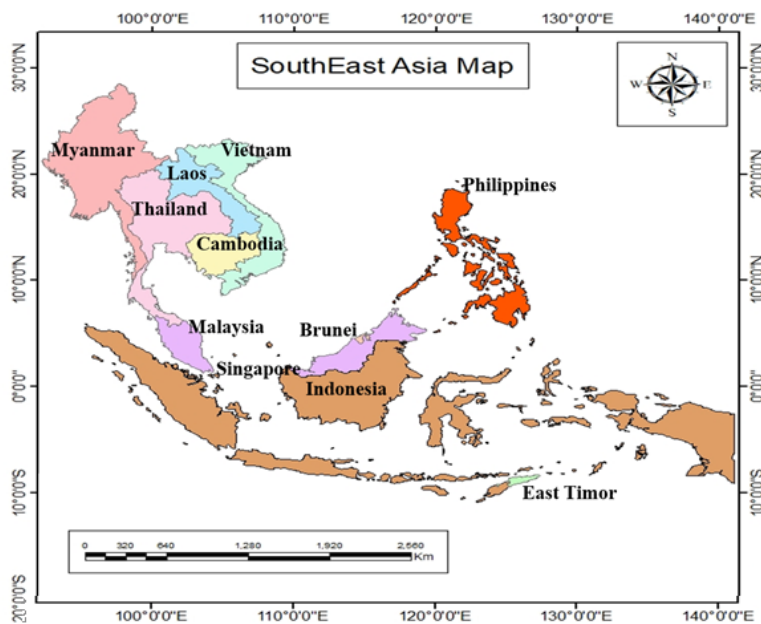 100°0'0"E 110°0'0"E 120°0'0"E 130°0'0"E 140°0'0"E
SouthEast Asia Map
N
W E
S
30°0'0"N
30°0'0"N
Myanmar
Vietnam
Laos
20°0'0"N
20°0'0"N
Philippines
Thailand
Cambodia
10°0'0"N
10°0'0"N
Malaysia
Brunei
Singapore
Indonesia
0°0'0"
0°0'0"
East Timor
10°0'0"S
10°0'0"S
0 320 640 1,280 1,920 2,560
Km
20°0'0"S
20°0'0"S
100°0'0"E 110°0'0"E 120°0'0"E 130°0'0"E 140°0'0"E